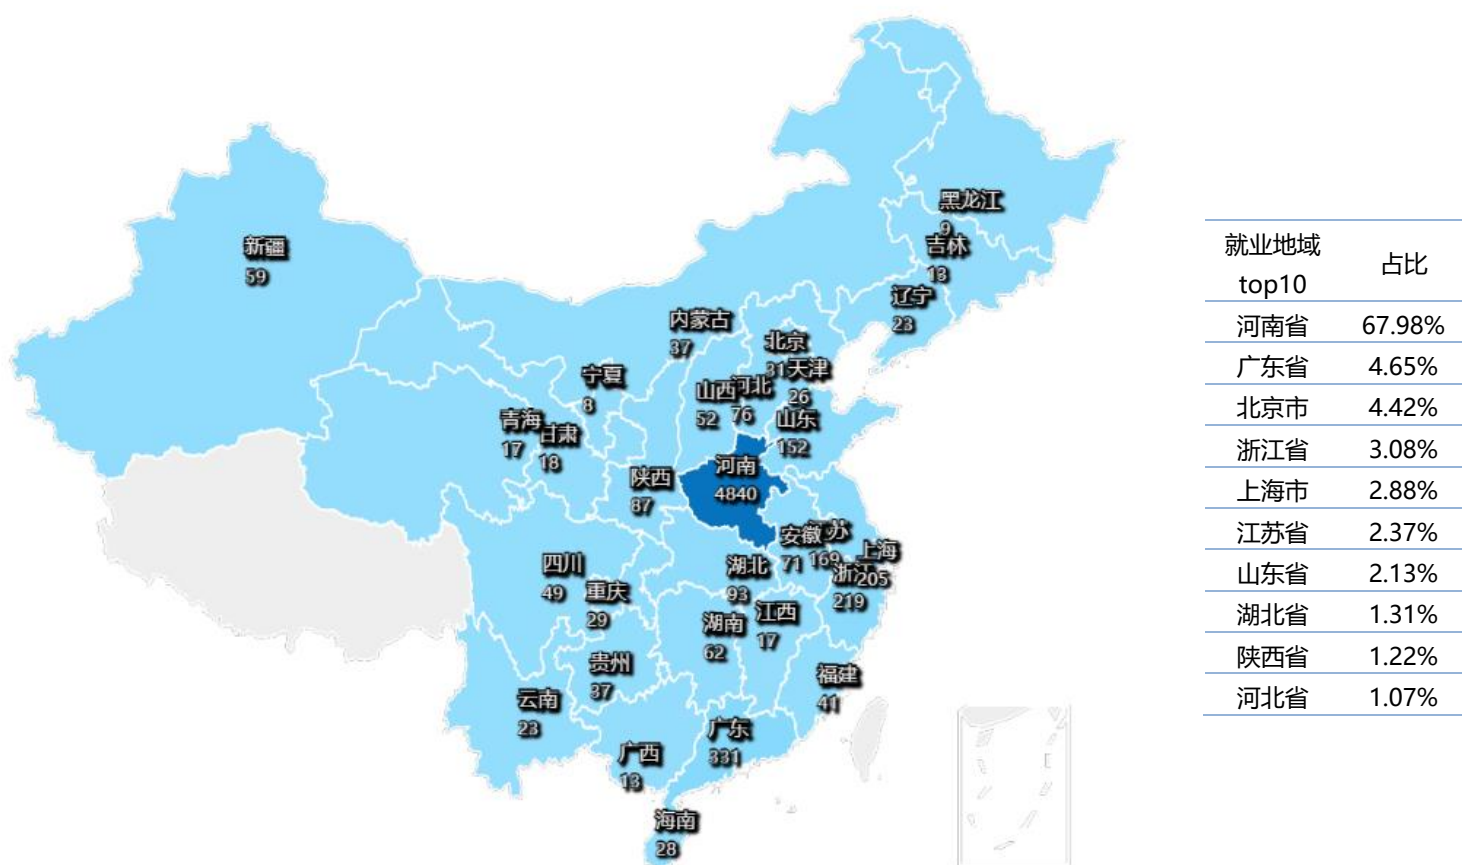 黑龙江
9
吉林
13
辽宁
23
新疆
59
内蒙古
37
北京
31
天津
26
宁夏
8
山西
52
河北
76
青海
17
甘肃
18
山东
152
陕西
87
河南
4840
安徽
71
苏
169
上海
205
浙江
219
四川
49
重庆
29
湖北
93
江西
17
湖南
62
贵州
37
福建
41
云南
23
广东
331
广西
13
海南
28
就业地域 占比
top10
河南省 67.98%
广东省 4.65%
北京市 4.42%
浙江省 3.08%
上海市 2.88%
江苏省 2.37%
山东省 2.13%
湖北省 1.31%
陕西省 1.22%
河北省 1.07%